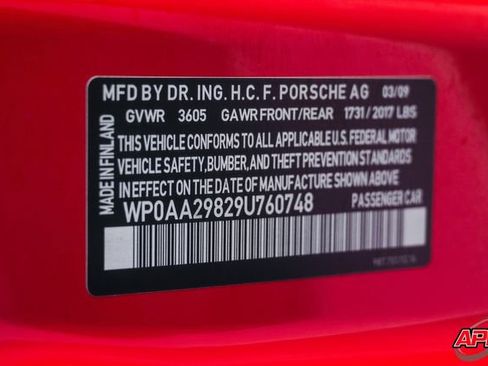 MFD BY DR. ING. H.C. F. PORSCHE AG 03/09
GVWR 3605 GAWR FRONT/REAR 1731/2017 LBS
THIS VEHICLE CONFORMS TO ALL APPLICABLE U.S. FEDERAL MOTOR
VEHICLE SAFETY, BUMPER, AND THEFT PREVENTION STANDARDS
IN EFFECT ON THE DATE OF MANUFACTURE SHOWN ABOVE
WP0AA29829U760748 PASSENGER CAR
MADE IN FINLAND